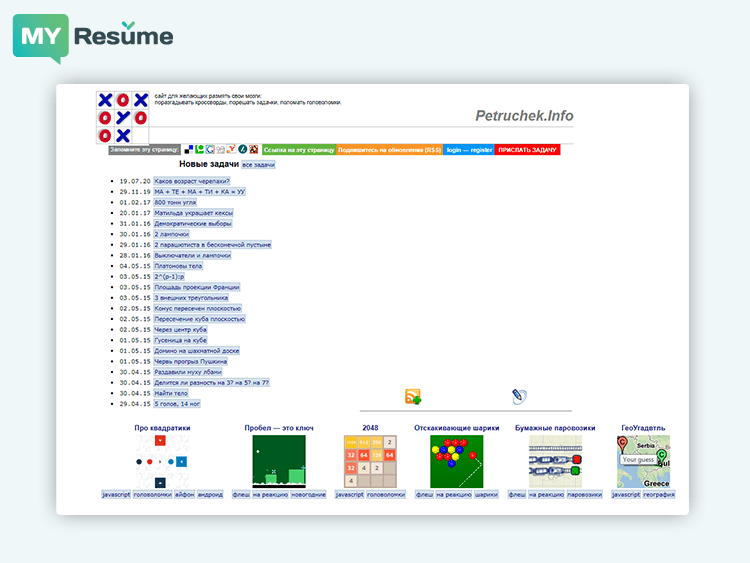 MY Resume
сайт для желающих размять свои мозги:
поразгадывать кроссворды, порешать задачки, поломать головоломки.
Petruchek.Info
Запомните эту страницу:
Ссылка на эту страницу
Подпишитесь на обновления (RSS)
login — register
ПРИСЛАТЬ ЗАДАЧУ
Новые задачи все задачи
19.07.20 Каков возраст черепахи?
29.11.19 МА + ТЕ + МА + ТИ + КА = УУ
01.02.17 800 тонн угля
20.01.17 Матильда украшает кексы
31.01.16 Демократические выборы
30.01.16 2 лампочки
29.01.16 2 парашютиста в бесконечной пустыне
28.01.16 Выключатели и лампочки
04.05.15 Платоновы тела
03.05.15 2^(p-1):p
03.05.15 Площадь проекции Франции
03.05.15 3 внешних треугольника
02.05.15 Конус пересечен плоскостью
02.05.15 Пересечение куба плоскостью
02.05.15 Через центр куба
01.05.15 Гусеница на кубе
01.05.15 Домино на шахматной доске
01.05.15 Червь прогрыз Пушкина
30.04.15 Раздавили муху лбами
30.04.15 Делится ли разность на 3? на 5? на 7?
30.04.15 Найти тело
29.04.15 5 голов, 14 ног
Про квадратики
Пробел — это ключ
2048
Отскакивающие шарики
Бумажные паровозики
ГеоУгадвтль
2
32 64 64
32 4 2
4
Serbia
Your guess
Greece
javascript головоломки айфон андроид
флеш на реакцию новогодние
javascript головоломки
флеш на реакцию шарики
флеш на реакцию паровозики
javascript география